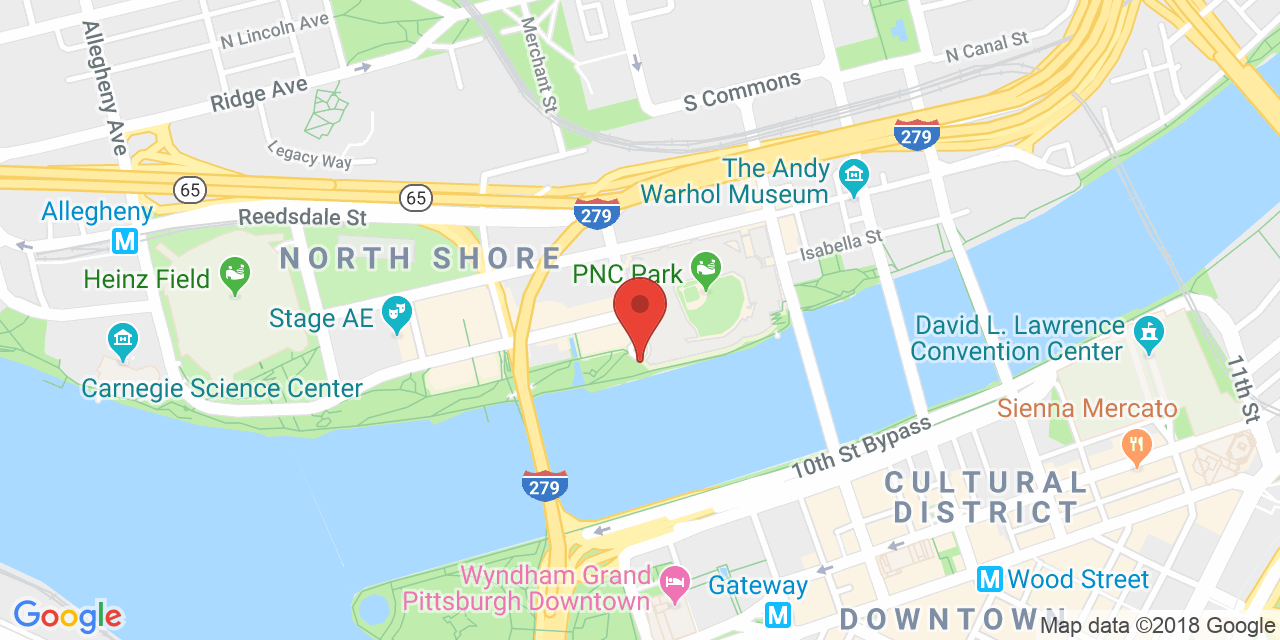 N Lincoln Ave
Allegheny Ave
Ridge Ave
Merchant St
S Commons
N Canal St
Legacy Way
279
65
65
The Andy
Warhol Museum
Allegheny
M
Reedsdale St
279
Isabella St
NORTH SHORE
Heinz Field
PNC Park
Stage AE
David L. Lawrence
Convention Center
Carnegie Science Center
11th St
Sienna Mercato
10th St Bypass
279
CULTURAL
DISTRICT
Wyndham Grand
Pittsburgh Downtown
Gateway
M
M Wood Street
DOWNTOWN
Google
Map data ©2018 Google